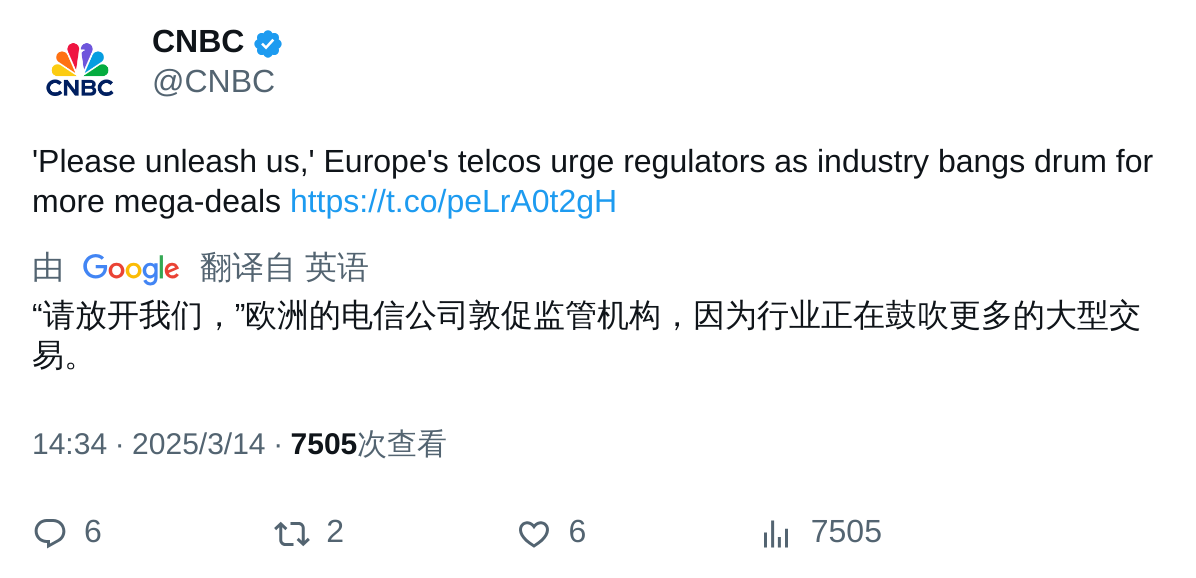 CNBC
CNBC
@CNBC
'Please unleash us,' Europe's telcos urge regulators as industry bangs drum for
more mega-deals https://t.co/peLrA0t2gH
由 Google 翻译自 英语
“请放开我们，”欧洲的电信公司敦促监管机构，因为行业正在鼓吹更多的大型交
易。
14:34 · 2025/3/14 · 7505次查看
6 2 6 7505